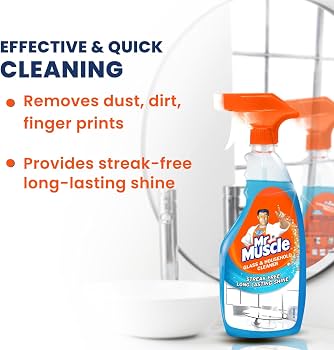 EFFECTIVE & QUICK
CLEANING
Removes dust, dirt,
finger prints
Provides streak-free
long-lasting shine
Mr
Muscle
GLASS & HOUSEHOLD
CLEANER
STREAK-FREE
LONG-LASTING SHINE